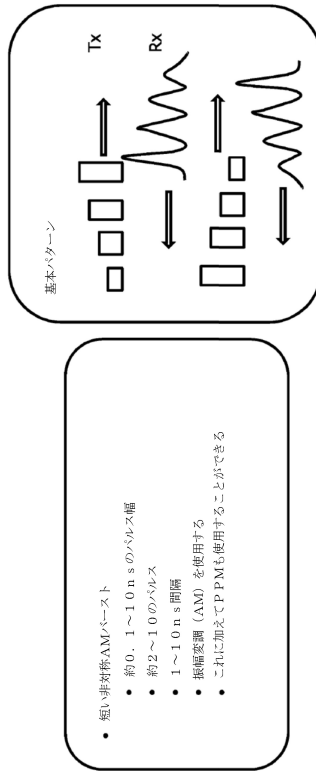 • 短い非対称AMバースト
• 約0．1～10nsのパルス幅
• 約2～10のパルス
• 1～10ns間隔
• 振幅変調（AM）を使用する
• これに加えてPPMも使用することができる
基本パターン
Tx
Rx